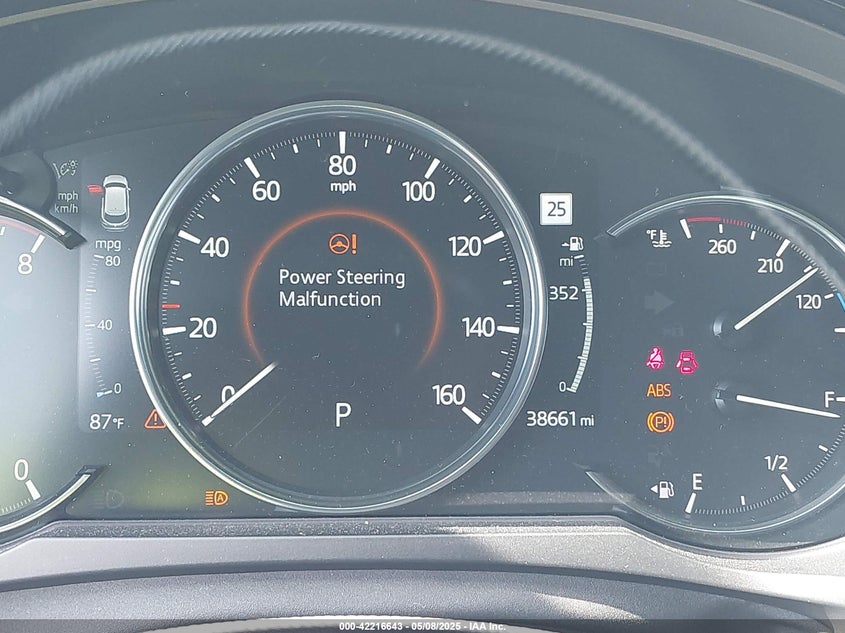 mph
km/h
mpg
80
40
0
87°F
8
0
0
20
40
60
80
mph
100
120
140
160
Power Steering
Malfunction
P
25
mi
352
0
38661 mi
°F
260
210
120
ABS
P!
F
1/2
E
A
000-42216643 - 05/08/2025 - IAA Inc.